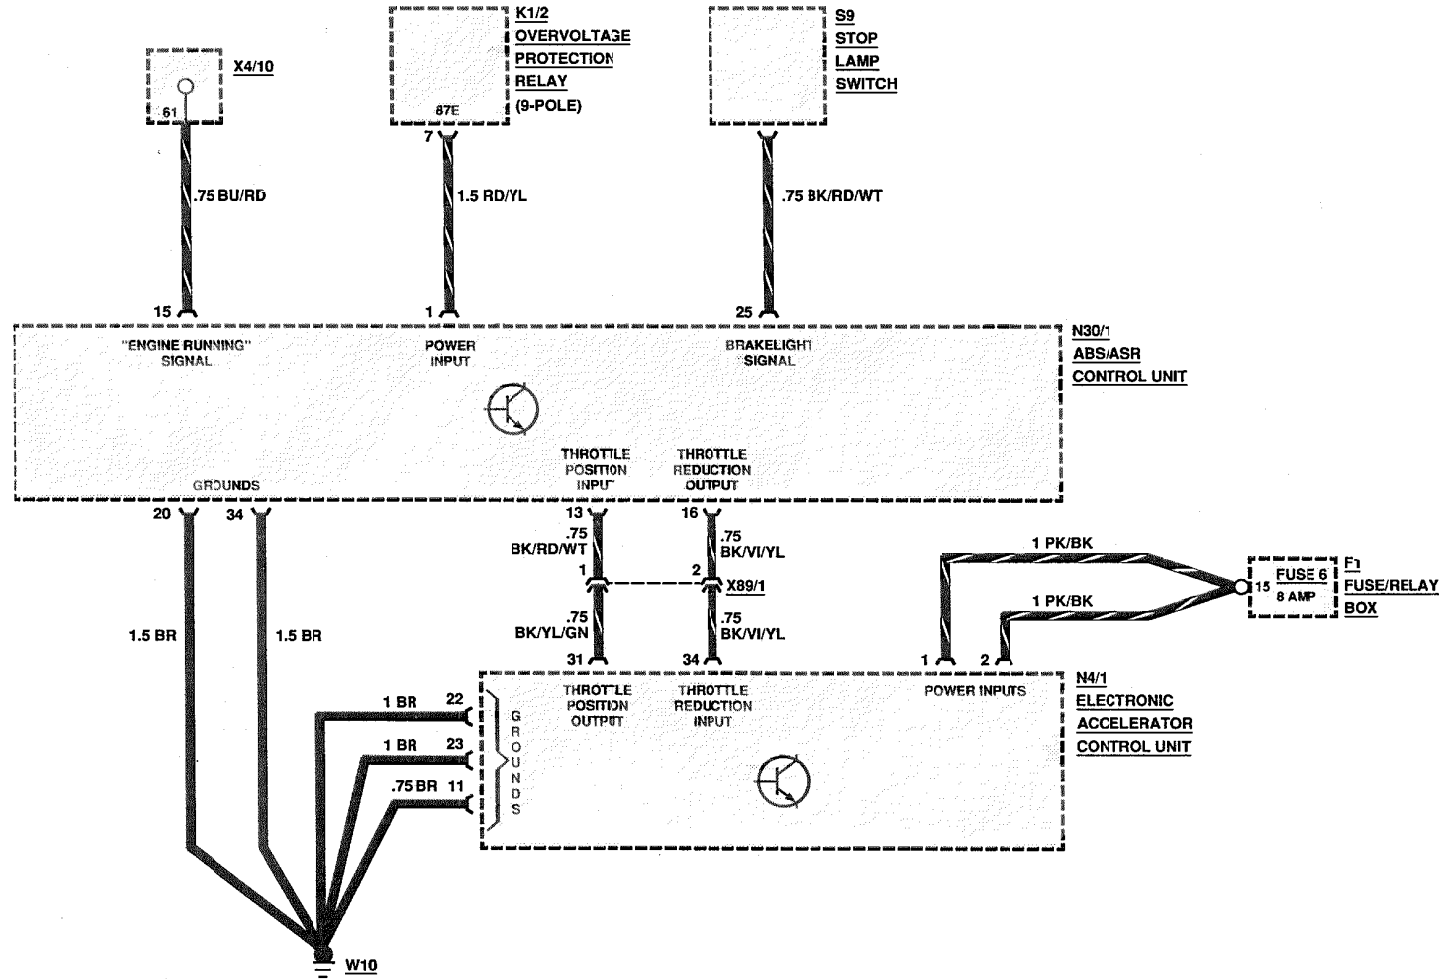 X4/10
61
K1/2
OVERVOLTAGE
PROTECTION
RELAY
(9-POLE)
87E
7
S9
STOP
LAMP
SWITCH
.75 BU/RD
1.5 RD/YL
.75 BK/RD/WT
15
1
25
"ENGINE RUNNING"
SIGNAL
POWER
INPUT
BRAKELIGHT
SIGNAL
N30/1
ABS/ASR
CONTROL UNIT
THROTTLE
POSITION
INPUT
THROTTLE
REDUCTION
OUTPUT
GROUNDS
20
34
13
16
.75
BK/RD/WT
.75
BK/VI/YL
1
2
X89/1
.75
BK/YL/GN
.75
BK/VI/YL
31
34
1.5 BR
1.5 BR
1 PK/BK
1 PK/BK
15
FUSE 6
8 AMP
F1
FUSE/RELAY
BOX
1
2
THROTTLE
POSITION
OUTPUT
THROTTLE
REDUCTION
INPUT
POWER INPUTS
N4/1
ELECTRONIC
ACCELERATOR
CONTROL UNIT
1 BR
22
1 BR
23
.75 BR
11
GROUNDS
W10